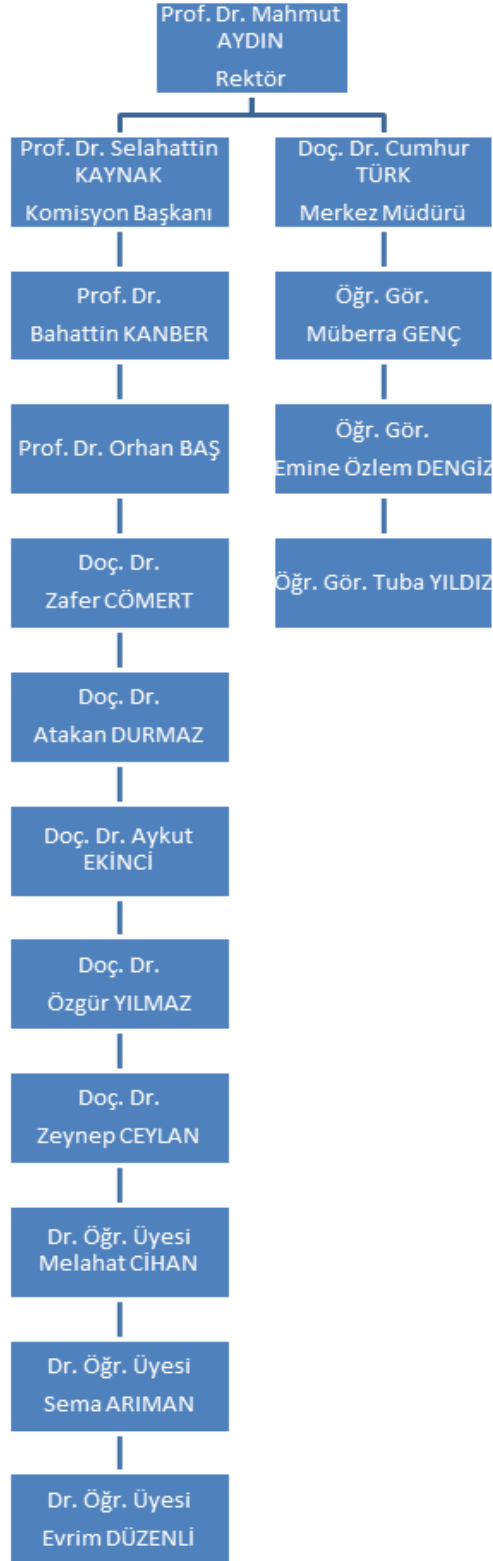 Prof. Dr. Mahmut
AYDIN
Rektör
Prof. Dr. Selahattin
KAYNAK
Komisyon Başkanı
Prof. Dr.
Bahattin KANBER
Prof. Dr. Orhan BAŞ
Doç. Dr.
Zafer CÖMERT
Doç. Dr.
Atakan DURMAZ
Doç. Dr. Aykut
EKİNCİ
Doç. Dr.
Özgür YILMAZ
Doç. Dr.
Zeynep CEYLAN
Dr. Öğr. Üyesi
Melahat CİHAN
Dr. Öğr. Üyesi
Sema ARIMAN
Dr. Öğr. Üyesi
Evrim DÜZENLİ
Doç. Dr. Cumhur
TÜRK
Merkez Müdürü
Öğr. Gör.
Müberra GENÇ
Öğr. Gör.
Emine Özlem DENGİZ
Öğr. Gör. Tuba YILDIZ